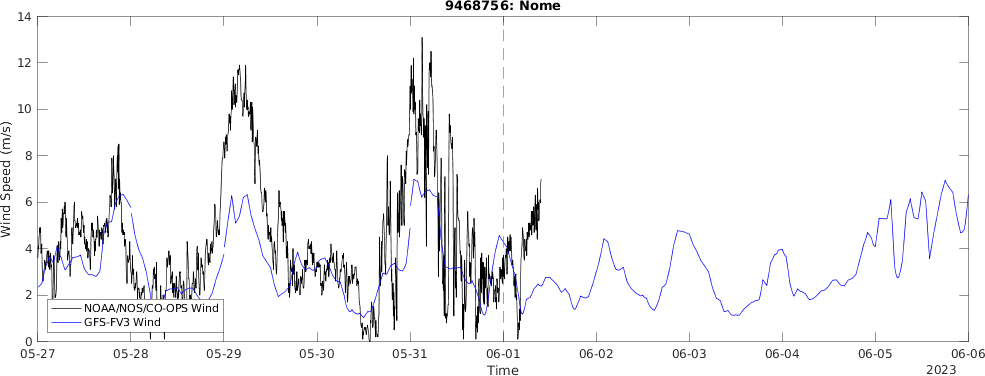 9468756: Nome
14
12
10
8
6
4
2
0
Wind Speed (m/s)
NOAA/NOS/CO-OPS Wind
GFS-FV3 Wind
05-27 05-28 05-29 05-30 05-31 06-01 06-02 06-03 06-04 06-05 06-06
Time
2023